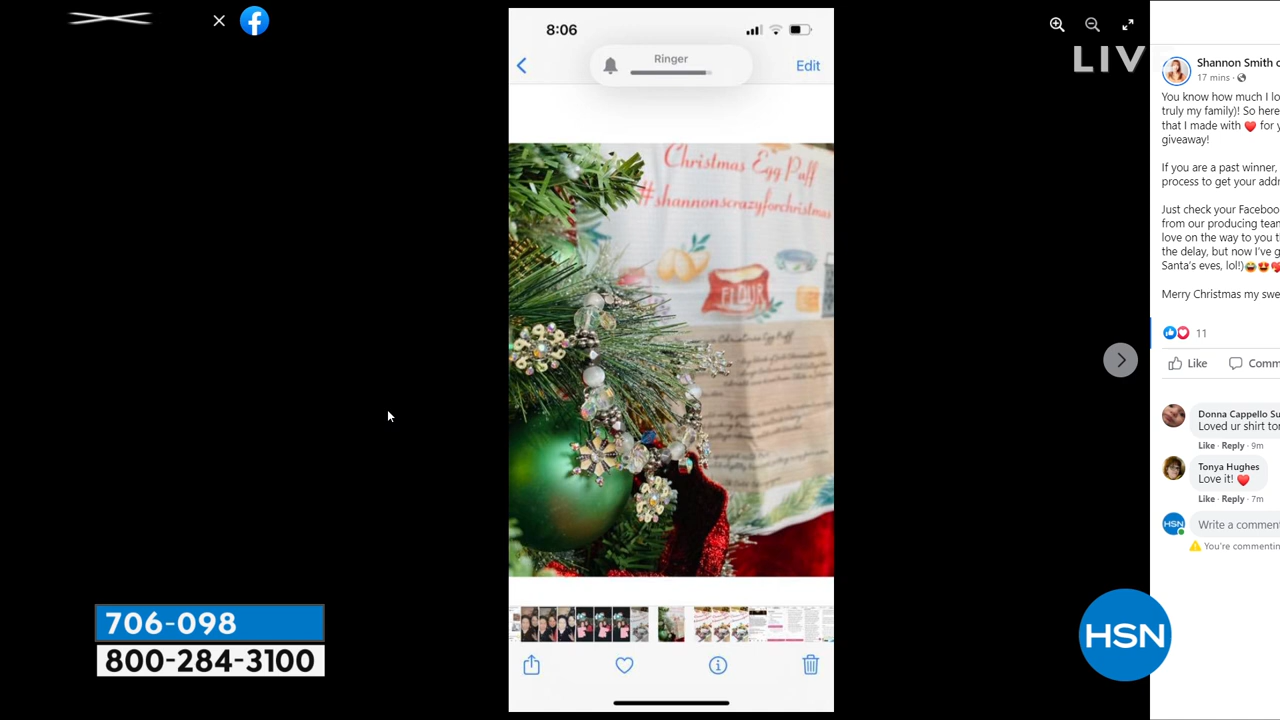 8:06
Ringer
Edit
LIV
Christmas Egg Puff
#shannonscrazyforchristmas
FLOUR
706-098
800-284-3100
HSN
Shannon Smith
17 mins ·
You know how much I lo
truly my family)! So here
that I made with ❤️ for y
giveaway!
If you are a past winner,
process to get your addr
Just check your Facebo
from our producing tea
love on the way to you t
the delay, but now I've g
Santa's eves, lol!)😂😍
Merry Christmas my swe
11
Like
Comm
Donna Cappello Su
Loved ur shirt to
Like · Reply · 9m
Tonya Hughes
Love it! ❤️
Like · Reply · 7m
HSN
Write a comment
You're commentin